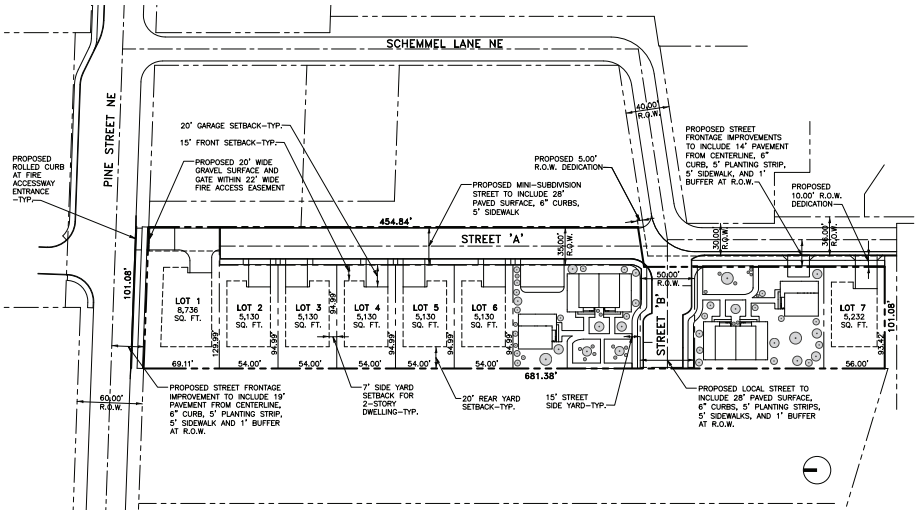 SCHEMMEL LANE NE
PINE STREET NE
40.00'
R.O.W.
20' GARAGE SETBACK-TYP.
15' FRONT SETBACK-TYP.
PROPOSED 20' WIDE
GRAVEL SURFACE AND
GATE WITHIN 22' WIDE
FIRE ACCESS EASEMENT
PROPOSED
ROLLED CURB
AT FIRE
ACCESSWAY
ENTRANCE
-TYP.
PROPOSED 5.00'
R.O.W. DEDICATION
PROPOSED MINI-SUBDIVISION
STREET TO INCLUDE 28'
PAVED SURFACE, 6" CURBS,
5' SIDEWALK
PROPOSED STREET
FRONTAGE IMPROVEMENTS
TO INCLUDE 14' PAVEMENT
FROM CENTERLINE, 6"
CURB, 5' PLANTING STRIP,
5' SIDEWALK, AND 1'
BUFFER AT R.O.W.
PROPOSED
10.00' R.O.W.
DEDICATION
454.84'
STREET 'A'
35.00'
R.O.W.
30.00'
R.O.W.
R.O.W.
50.00'
R.O.W.
STREET 'B'
101.08'
LOT 1
8,736
SQ. FT.
129.99'
69.11'
LOT 2
5,130
SQ. FT.
94.99'
54.00'
LOT 3
5,130
SQ. FT.
94.99'
54.00'
LOT 4
5,130
SQ. FT.
94.99'
54.00'
LOT 5
5,130
SQ. FT.
94.99'
54.00'
LOT 6
5,130
SQ. FT.
94.99'
54.00'
LOT 7
5,232
SQ. FT.
93.42'
56.00'
101.08'
681.38'
60.00'
R.O.W.
PROPOSED STREET FRONTAGE
IMPROVEMENT TO INCLUDE 19'
PAVEMENT FROM CENTERLINE,
6" CURB, 5' PLANTING STRIP,
5' SIDEWALK AND 1' BUFFER
AT R.O.W.
7' SIDE YARD
SETBACK FOR
2-STORY
DWELLING-TYP.
20' REAR YARD
SETBACK-TYP.
15' STREET
SIDE YARD-TYP.
PROPOSED LOCAL STREET TO
INCLUDE 28' PAVED SURFACE,
6" CURBS, 5' PLANTING STRIPS,
5' SIDEWALKS, AND 1' BUFFER
AT R.O.W.